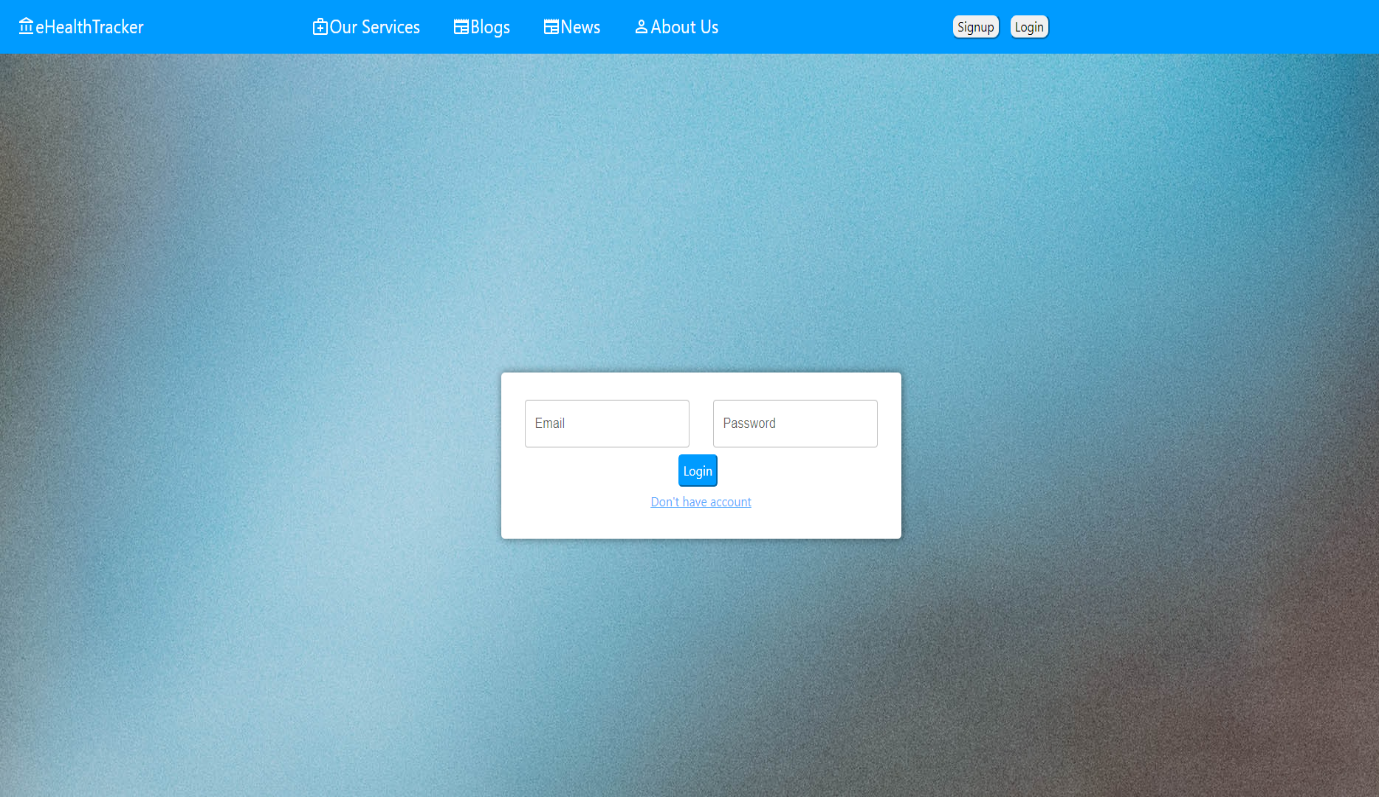 eHealthTracker Our Services Blogs News About Us Signup Login
Email Password
Login
Don't have account